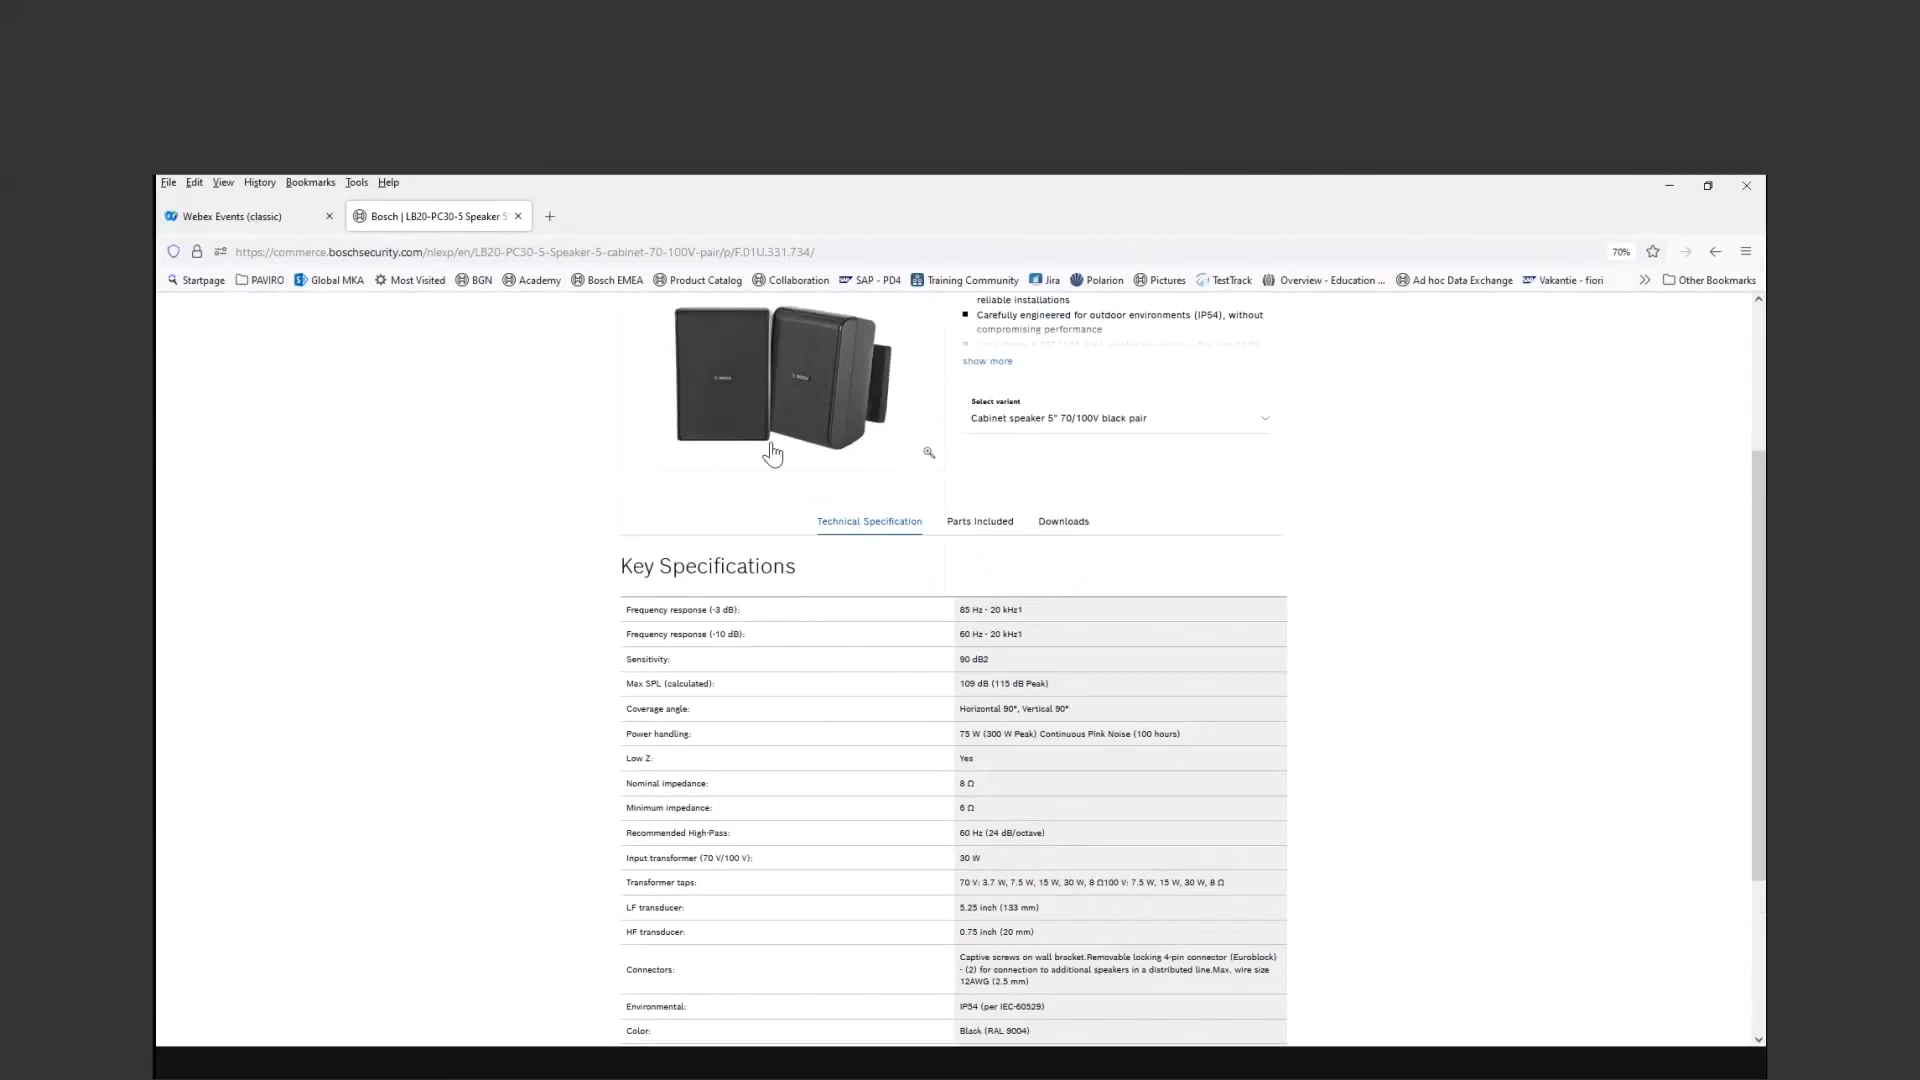 File Edit View History Bookmarks Tools Help
Webex Events (classic)
Bosch | LB20-PC30-5 Speaker 5
https://commerce.boschsecurity.com/nlexp/en/LB20-PC30-5-Speaker-5-cabinet-70-100V-pair/p/F.01U.331.734/
70%
Startpage PAVIRO Global MKA Most Visited BGN Academy Bosch EMEA Product Catalog Collaboration SAP - PD4 Training Community Jira Polarion Pictures TestTrack Overview - Education ... Ad hoc Data Exchange Vakantie - fiori Other Bookmarks
reliable installations
Carefully engineered for outdoor environments (IP54), without
compromising performance
show more
BOSCH BOSCH
Select variant
Cabinet speaker 5" 70/100V black pair
Technical Specification Parts Included Downloads
Key Specifications
Frequency response (-3 dB): 85 Hz - 20 kHz1
Frequency response (-10 dB): 60 Hz - 20 kHz1
Sensitivity: 90 dB2
Max SPL (calculated): 109 dB (115 dB Peak)
Coverage angle: Horizontal 90°, Vertical 90°
Power handling: 75 W (300 W Peak) Continuous Pink Noise (100 hours)
Low Z: Yes
Nominal impedance: 8 Ω
Minimum impedance: 6 Ω
Recommended High-Pass: 60 Hz (24 dB/octave)
Input transformer (70 V/100 V): 30 W
Transformer taps: 70 V: 3.7 W, 7.5 W, 15 W, 30 W, 8 Ω100 V: 7.5 W, 15 W, 30 W, 8 Ω
LF transducer: 5.25 inch (133 mm)
HF transducer: 0.75 inch (20 mm)
Connectors: Captive screws on wall bracket.Removable locking 4-pin connector (Euroblock)
- (2) for connection to additional speakers in a distributed line.Max. wire size
12AWG (2.5 mm)
Environmental: IP54 (per IEC-60529)
Color: Black (RAL 9004)